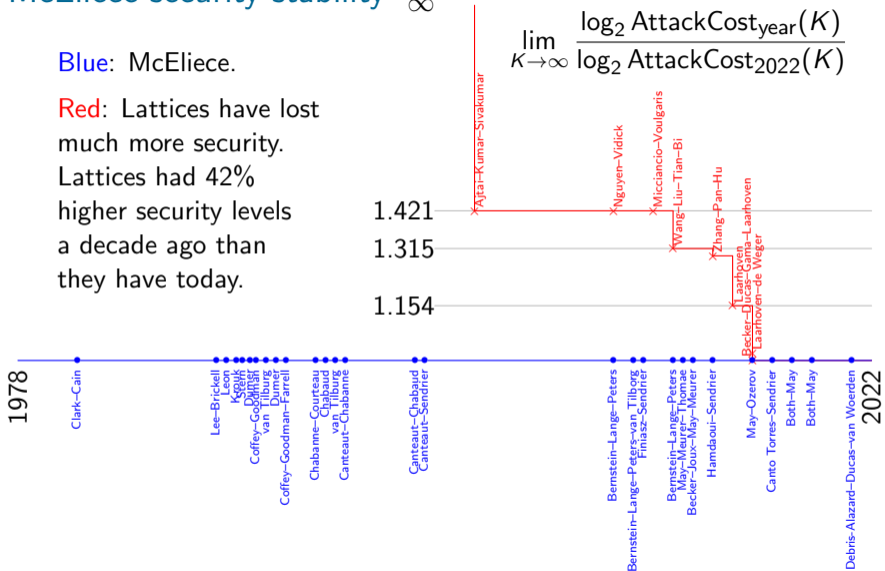 McEliece security stability
∞
lim K→∞ log₂ AttackCost_year(K) / log₂ AttackCost_2022(K)
Blue: McEliece.
Red: Lattices have lost
much more security.
Lattices had 42%
higher security levels
a decade ago than
they have today.
1.421
1.315
1.154
Ajtai–Kumar–Sivakumar
Nguyen–Vidick
Micciancio–Voulgaris
Wang–Liu–Tian–Bi
Zhang–Pan–Hu
Laarhoven
Becker–Ducas–Gama–Laarhoven
Laarhoven–de Weger
1978
2022
Clark–Cain
Lee–Brickell
Leon
Krouk
Stern
Dumer
Coffey–Goodman
van Tilburg
Dumer
Coffey–Goodman–Farrell
Chabanne–Courteau
Chabaud
van Tilburg
Canteaut–Chabanne
Canteaut–Chabaud
Canteaut–Sendrier
Bernstein–Lange–Peters
Bernstein–Lange–Peters–van Tilborg
Finiasz–Sendrier
Bernstein–Lange–Peters
May–Meurer–Thomae
Becker–Joux–May–Meurer
Hamdaoui–Sendrier
May–Ozerov
Canto Torres–Sendrier
Both–May
Both–May
Debris-Alazard–Ducas–van Woerden